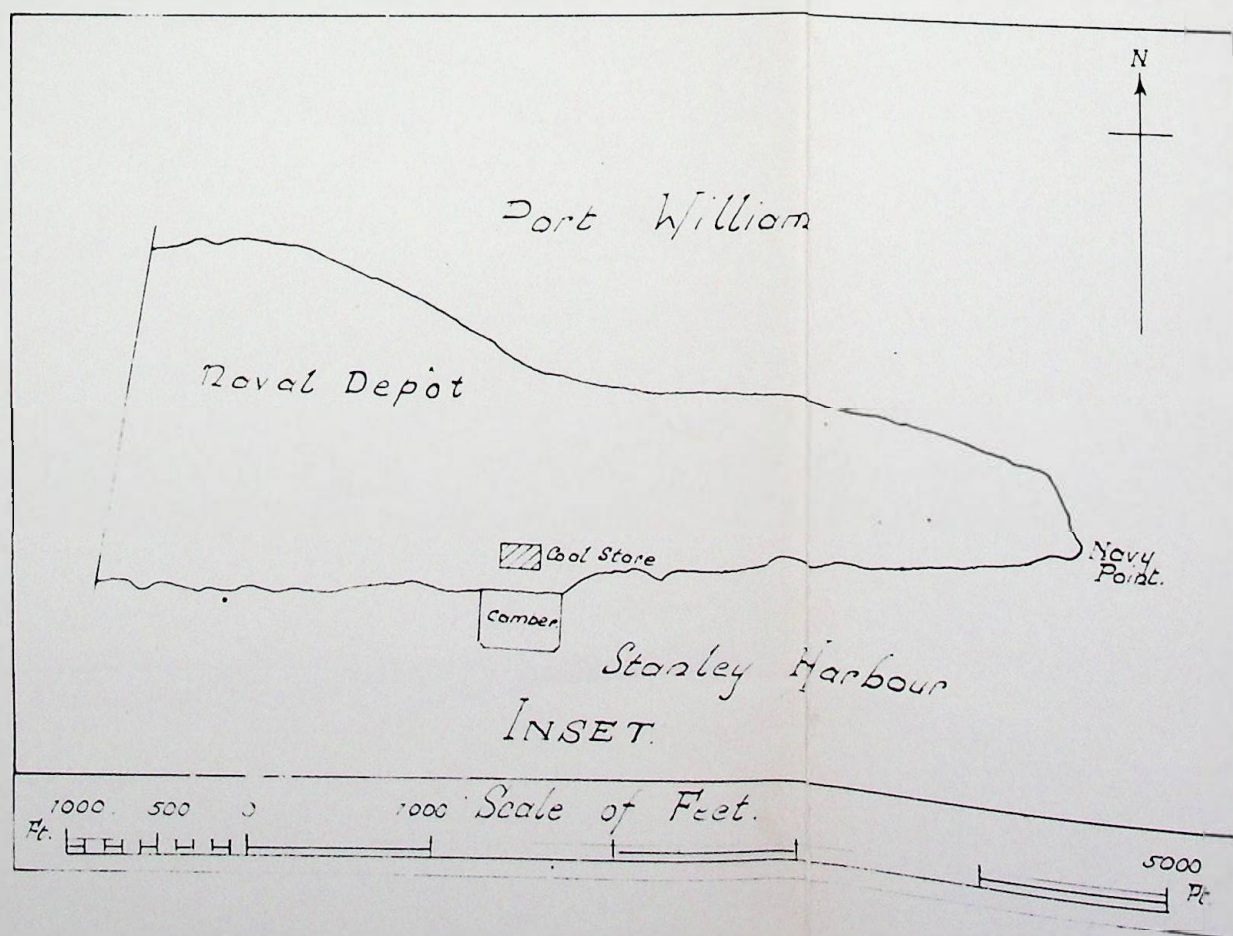 N
Port William
Naval Depot
Coal Store
Navy
Point.
Camber
Stanley Harbour
INSET.
1000 500 0 1000 Scale of Feet.
Ft.
5000
Ft.